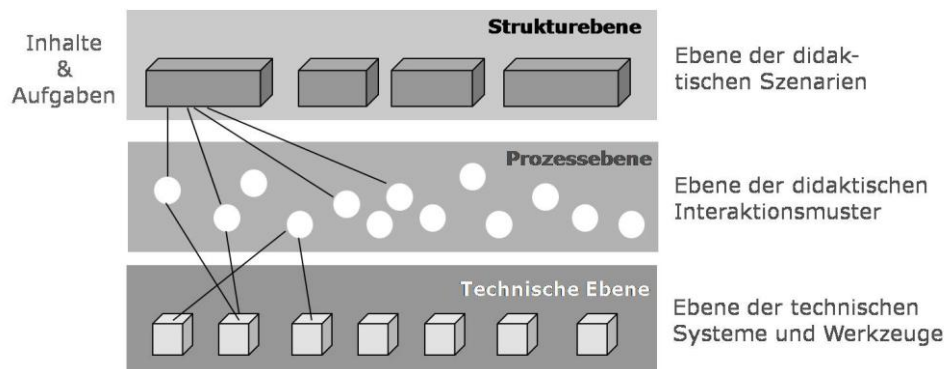 Strukturebene
Inhalte
&
Aufgaben
Ebene der didak-
tischen Szenarien
Prozessebene
Ebene der didaktischen
Interaktionsmuster
Technische Ebene
Ebene der technischen
Systeme und Werkzeuge